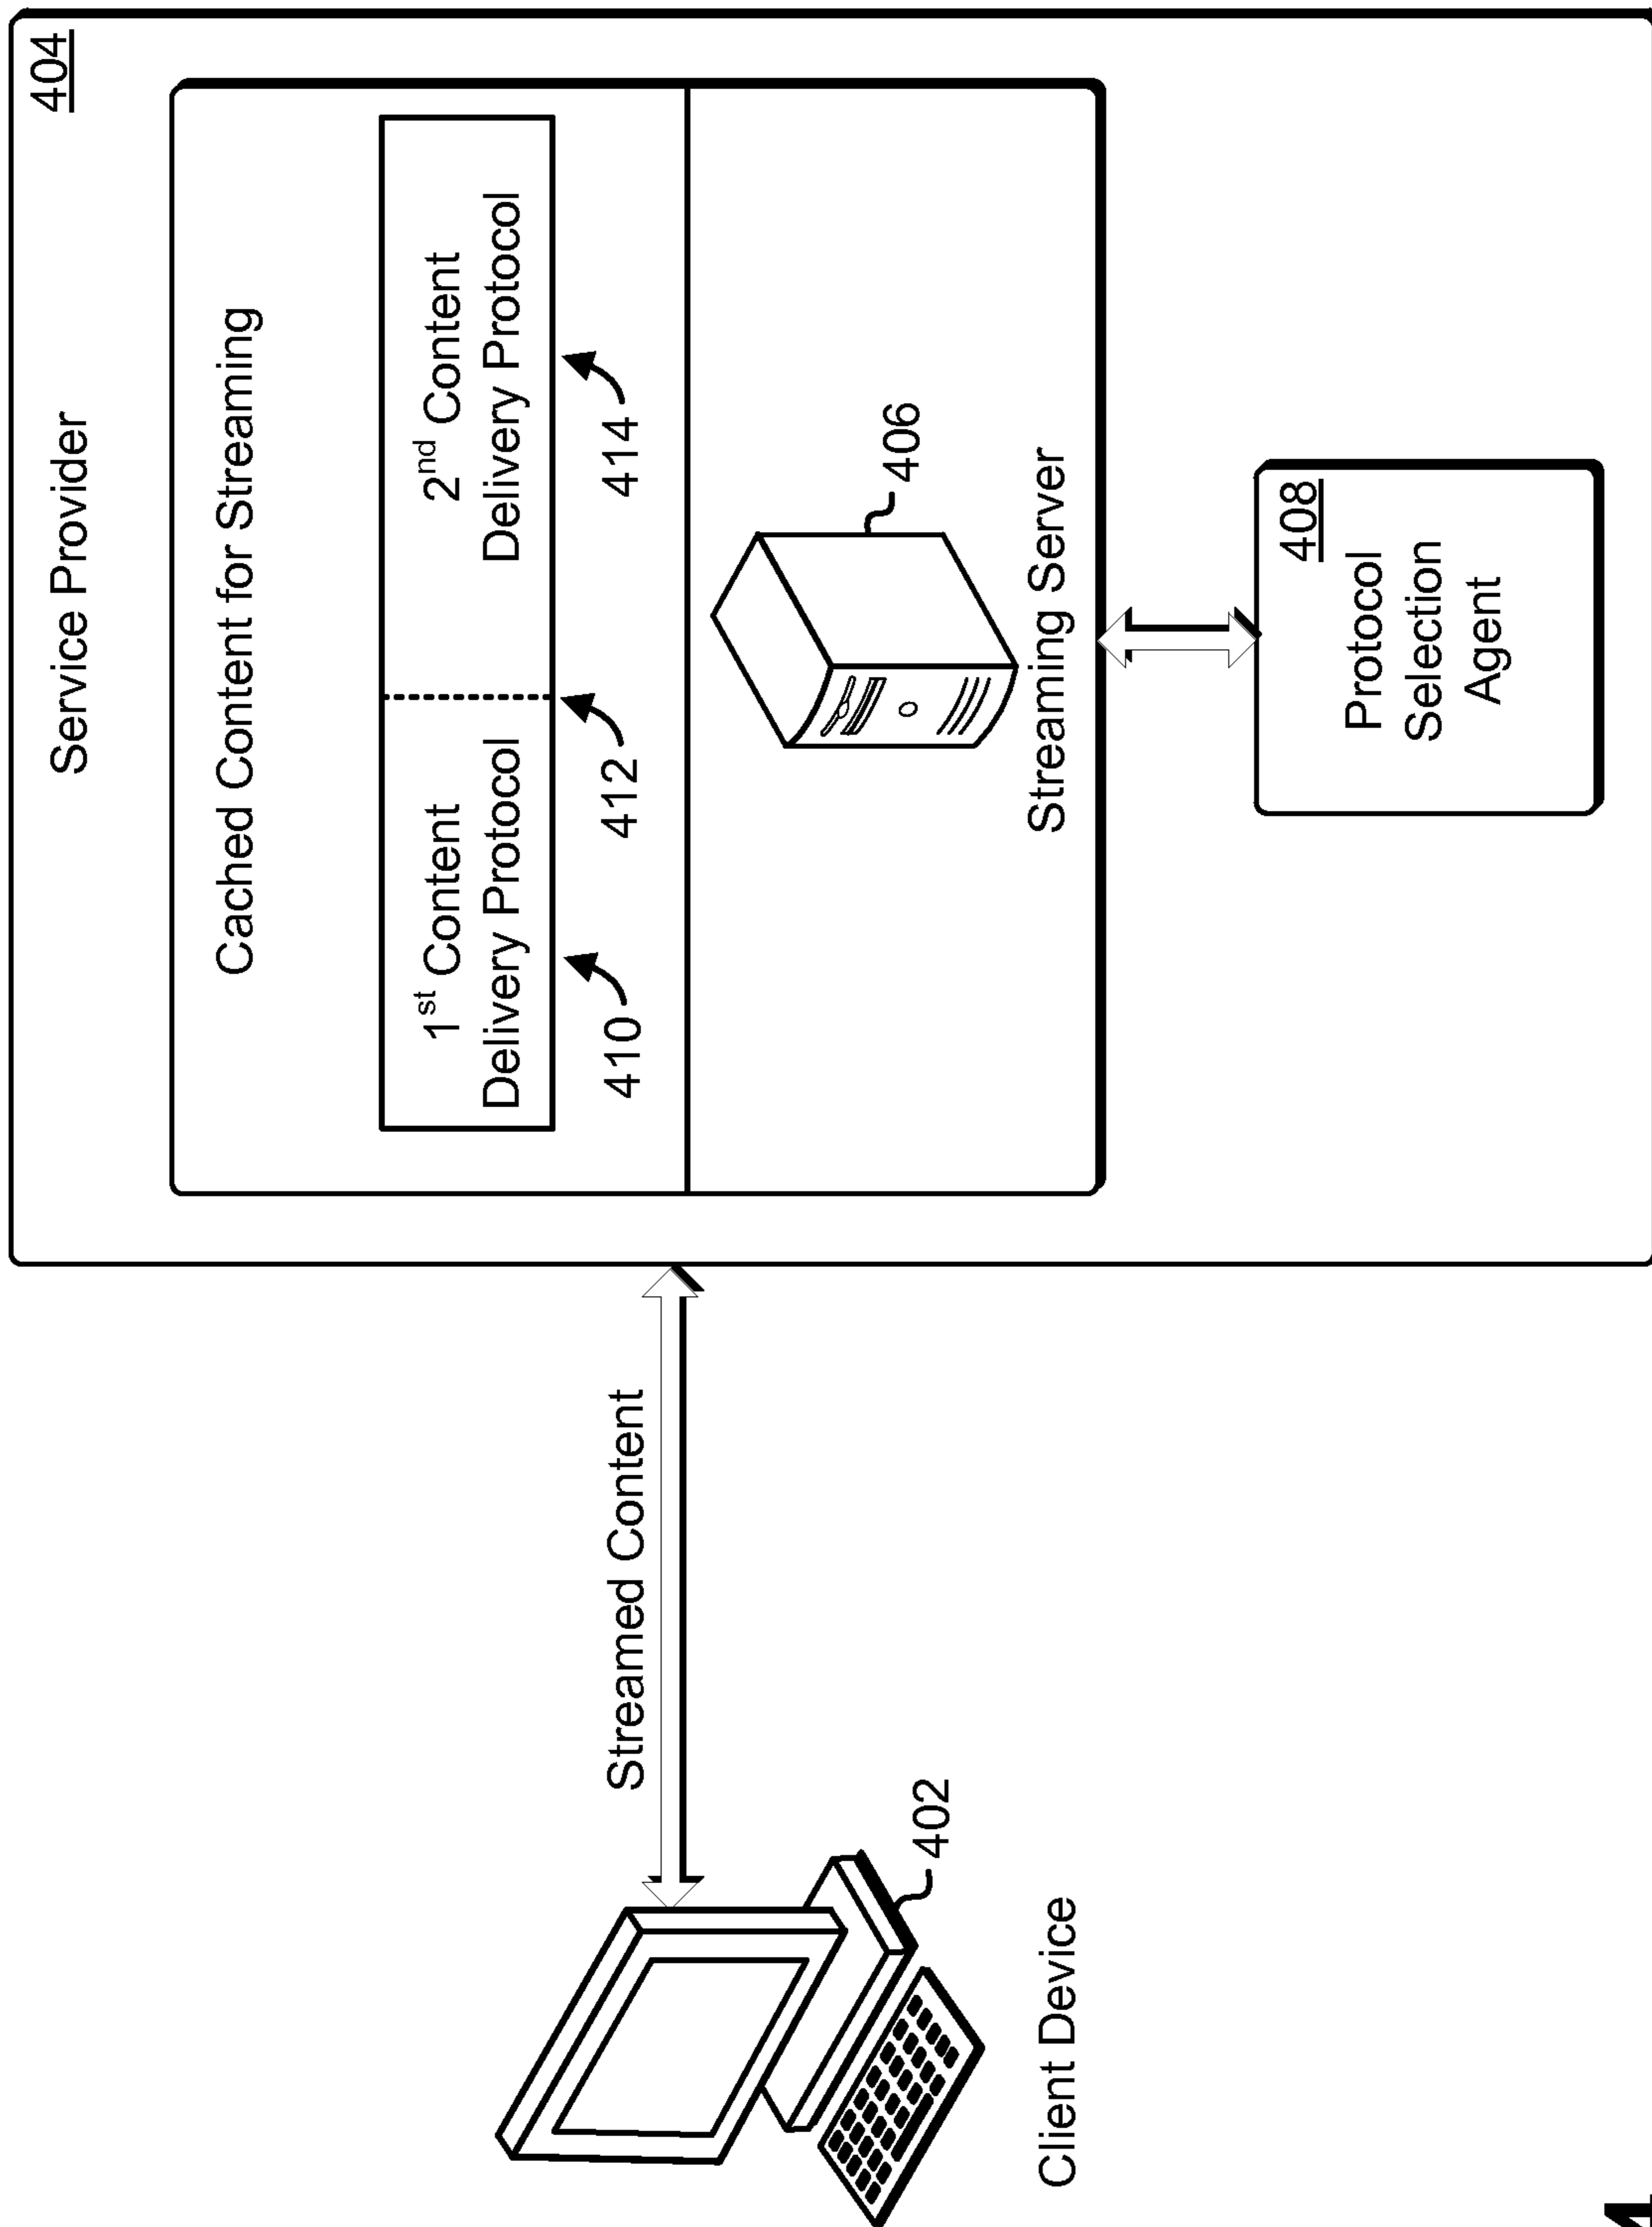 Service Provider
404
Cached Content for Streaming
1st Content
Delivery Protocol
2nd Content
Delivery Protocol
410
412
414
406
Streaming Server
408
Protocol
Selection
Agent
Streamed Content
402
Client Device